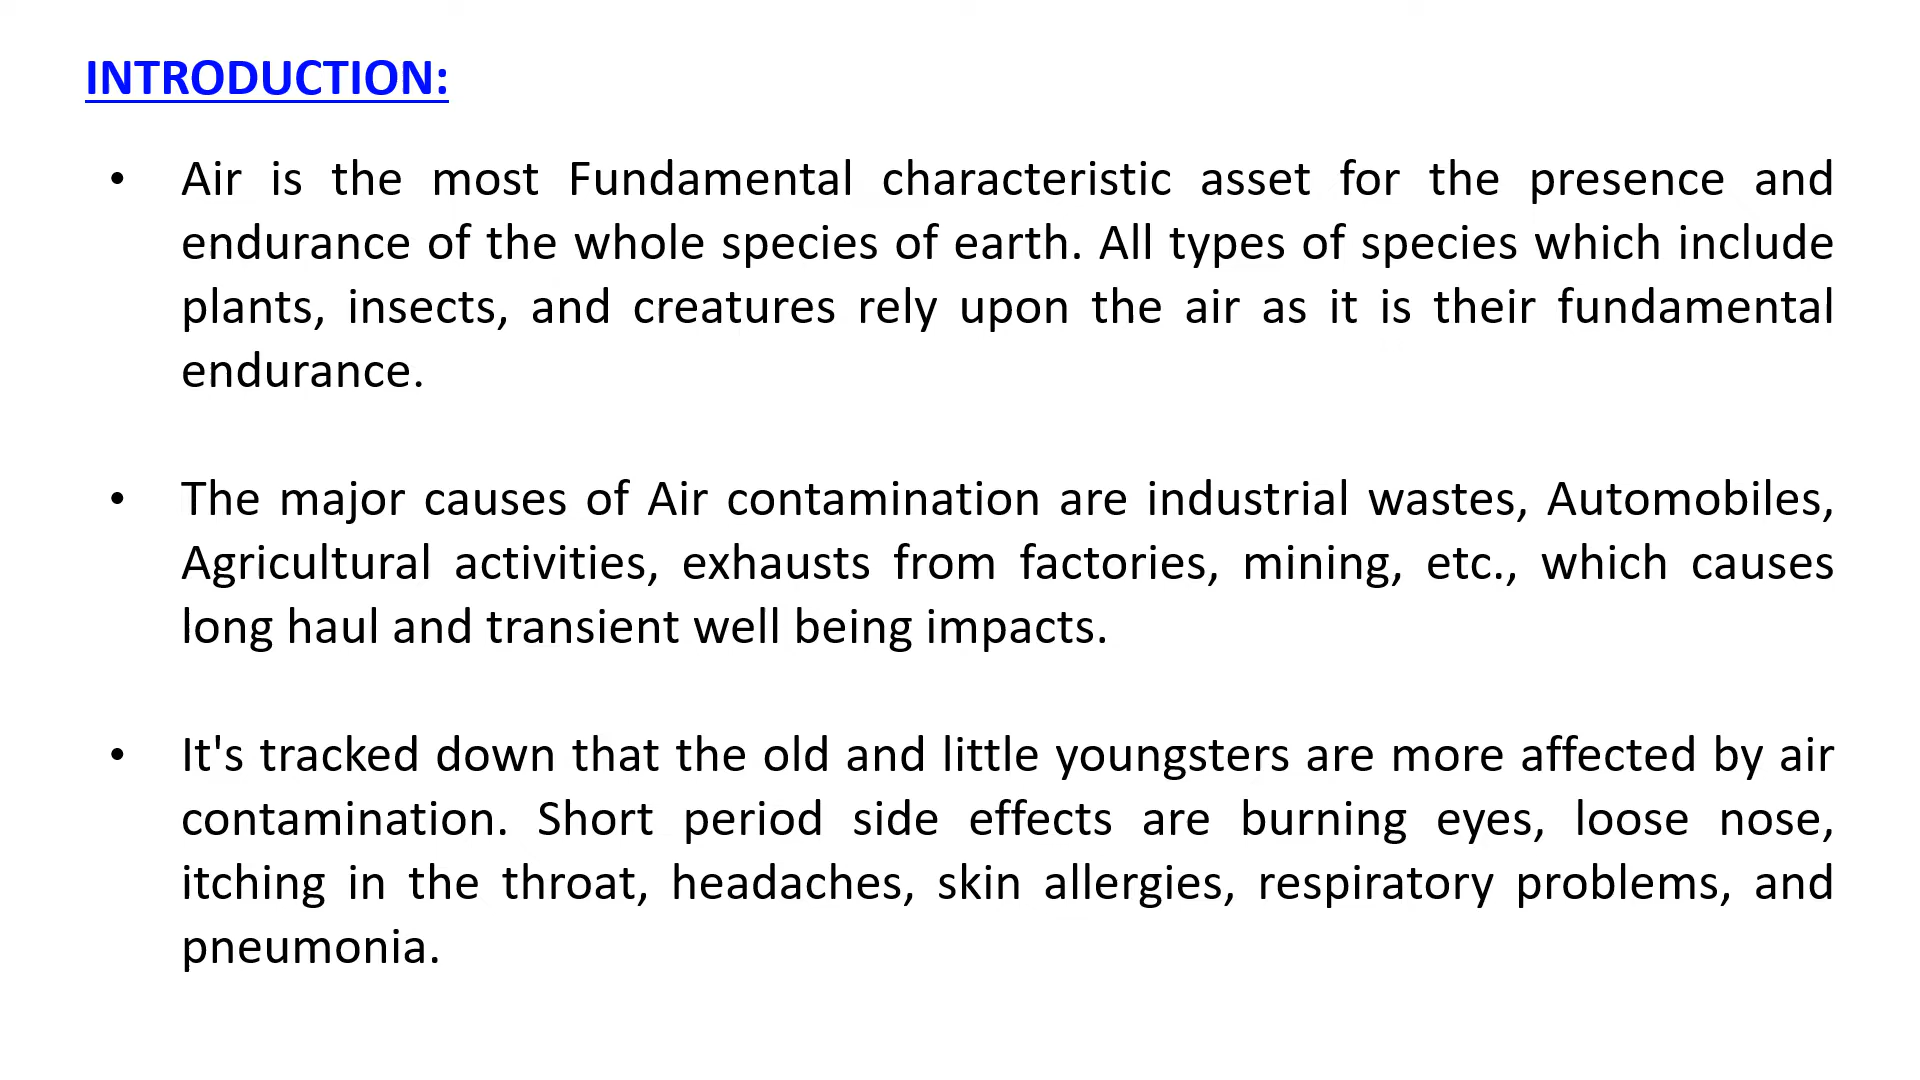 INTRODUCTION:
• Air is the most Fundamental characteristic asset for the presence and
endurance of the whole species of earth. All types of species which include
plants, insects, and creatures rely upon the air as it is their fundamental
endurance.
• The major causes of Air contamination are industrial wastes, Automobiles,
Agricultural activities, exhausts from factories, mining, etc., which causes
long haul and transient well being impacts.
• It's tracked down that the old and little youngsters are more affected by air
contamination. Short period side effects are burning eyes, loose nose,
itching in the throat, headaches, skin allergies, respiratory problems, and
pneumonia.